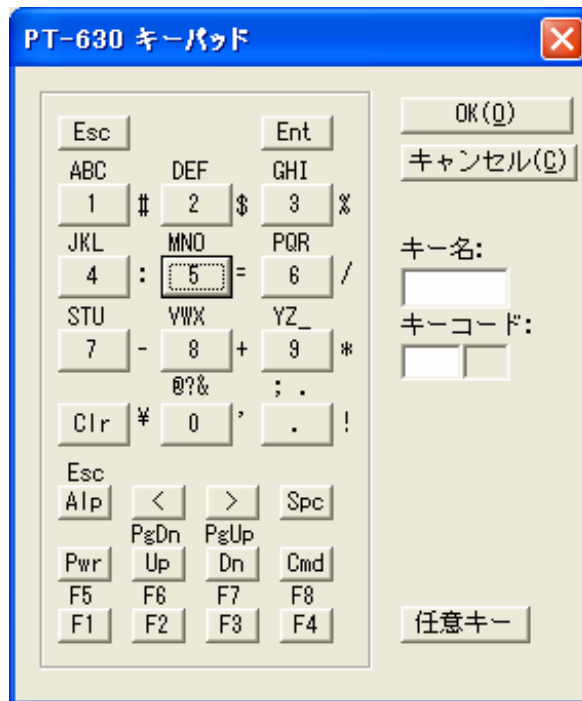 PT-630 キーパッド
OK(O)
Esc Ent
キャンセル(C)
ABC DEF GHI
1 # 2 $ 3 %
JKL MNO PQR
キー名:
4 : 5 = 6 /
STU VWX YZ_
キーコード:
7 - 8 + 9 *
@?& ; .
Clr ¥ 0 ' . !
Esc
Alp < > Spc
PgDn PgUp
Pwr Up Dn Cmd
F5 F6 F7 F8
F1 F2 F3 F4
任意キー